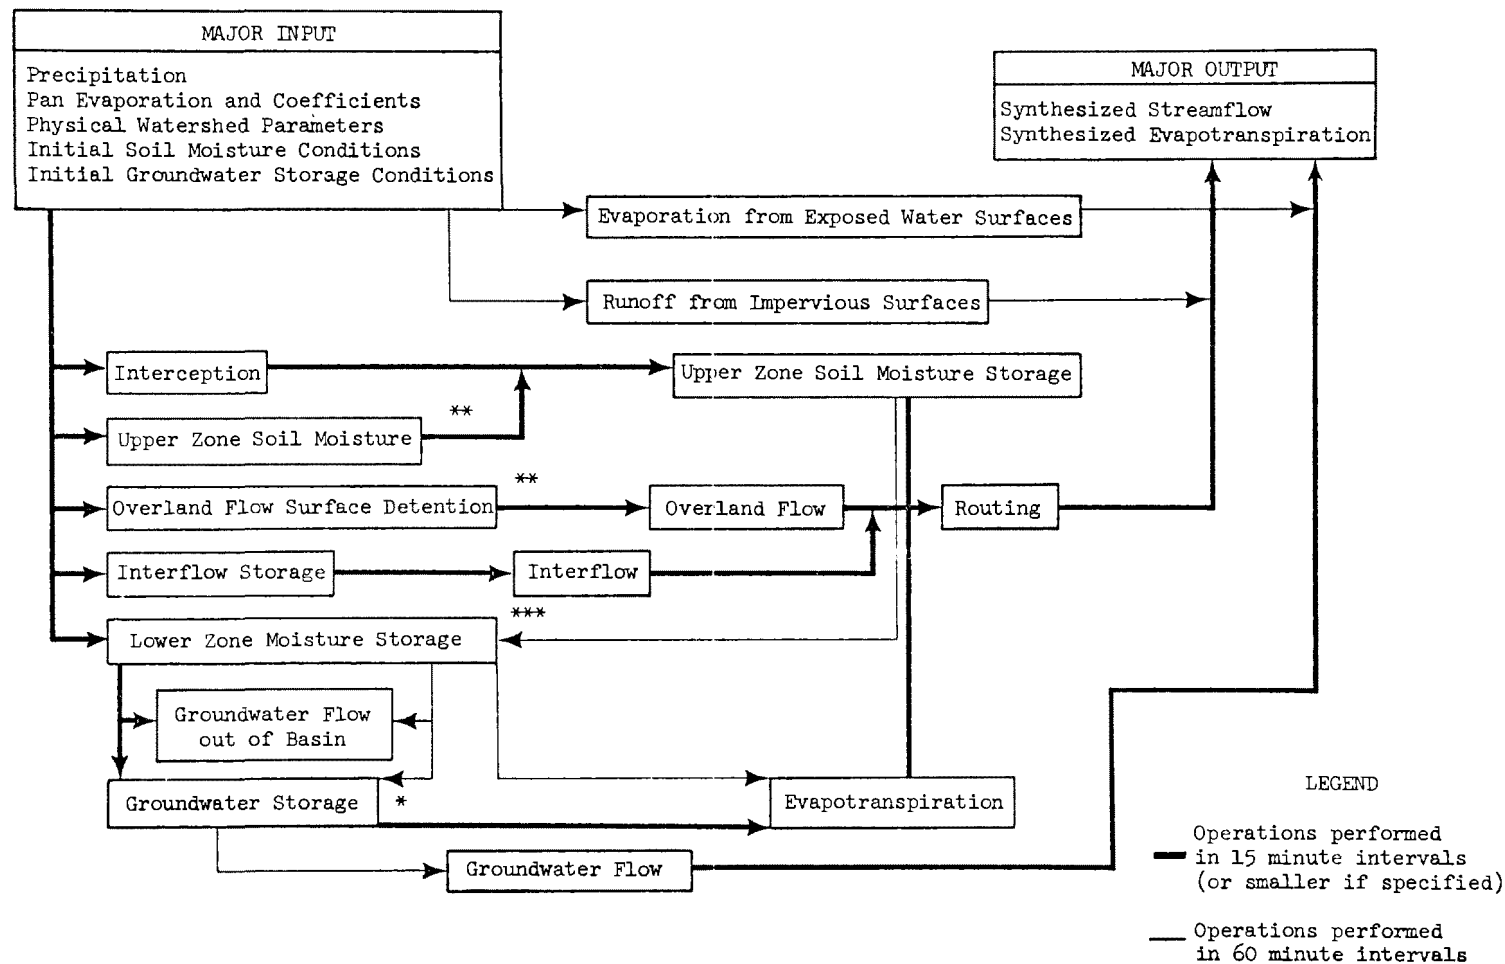 MAJOR INPUT
Precipitation
Pan Evaporation and Coefficients
Physical Watershed Parameters
Initial Soil Moisture Conditions
Initial Groundwater Storage Conditions
MAJOR OUTPUT
Synthesized Streamflow
Synthesized Evapotranspiration
Evaporation from Exposed Water Surfaces
Runoff from Impervious Surfaces
Interception
Upper Zone Soil Moisture Storage
**
Upper Zone Soil Moisture
**
Overland Flow Surface Detention
Overland Flow
Routing
Interflow Storage
Interflow
***
Lower Zone Moisture Storage
Groundwater Flow
out of Basin
Groundwater Storage
*
Evapotranspiration
Groundwater Flow
LEGEND
Operations performed
in 15 minute intervals
(or smaller if specified)
Operations performed
in 60 minute intervals